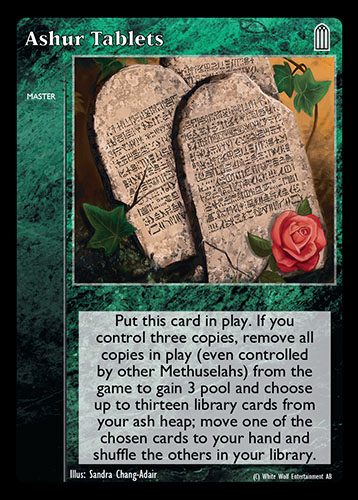 Ashur Tablets
MASTER
Put this card in play. If you
control three copies, remove all
copies in play (even controlled
by other Methuselahs) from the
game to gain 3 pool and choose
up to thirteen library cards from
your ash heap; move one of the
chosen cards to your hand and
shuffle the others in your library.
Illus: Sandra Chang-Adair
(C) White Wolf Entertainment AB